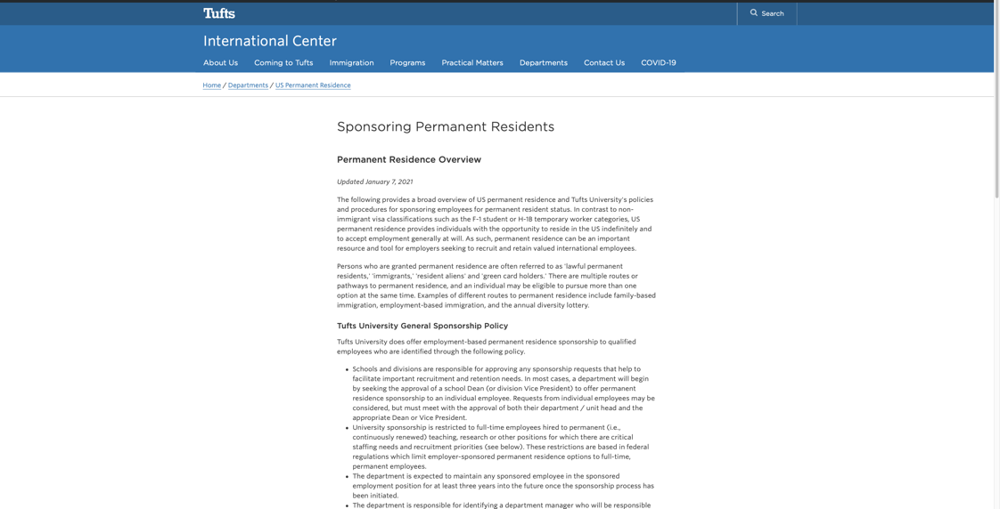 Tufts
Search
International Center
About Us Coming to Tufts Immigration Programs Practical Matters Departments Contact Us COVID-19
Home / Departments / US Permanent Residence
Sponsoring Permanent Residents
Permanent Residence Overview
Updated January 7, 2021
The following provides a broad overview of US permanent residence and Tufts University's policies
and procedures for sponsoring employees for permanent resident status. In contrast to non-
immigrant visa classifications such as the F-1 student or H-1B temporary worker categories, US
permanent residence provides individuals with the opportunity to reside in the US indefinitely and
to accept employment generally at will. As such, permanent residence can be an important
resource and tool for employers seeking to recruit and retain valued international employees.
Persons who are granted permanent residence are often referred to as 'lawful permanent
residents,' 'immigrants,' 'resident aliens' and 'green card holders.' There are multiple routes or
pathways to permanent residence, and an individual may be eligible to pursue more than one
option at the same time. Examples of different routes to permanent residence include family-based
immigration, employment-based immigration, and the annual diversity lottery.
Tufts University General Sponsorship Policy
Tufts University does offer employment-based permanent residence sponsorship to qualified
employees who are identified through the following policy.
• Schools and divisions are responsible for approving any sponsorship requests that help to
facilitate important recruitment and retention needs. In most cases, a department will begin
by seeking the approval of a school Dean (or division Vice President) to offer permanent
residence sponsorship to an individual employee. Requests from individual employees may be
considered, but must meet with the approval of both their department / unit head and the
appropriate Dean or Vice President.
• University sponsorship is restricted to full-time employees hired to permanent (i.e.,
continuously renewed) teaching, research or other positions for which there are critical
staffing needs and recruitment priorities (see below). These restrictions are based in federal
regulations which limit employer-sponsored permanent residence options to full-time,
permanent employees.
• The department is expected to maintain any sponsored employee in the sponsored
employment position for at least three years into the future once the sponsorship process has
been initiated.
• The department is responsible for identifying a department manager who will be responsible